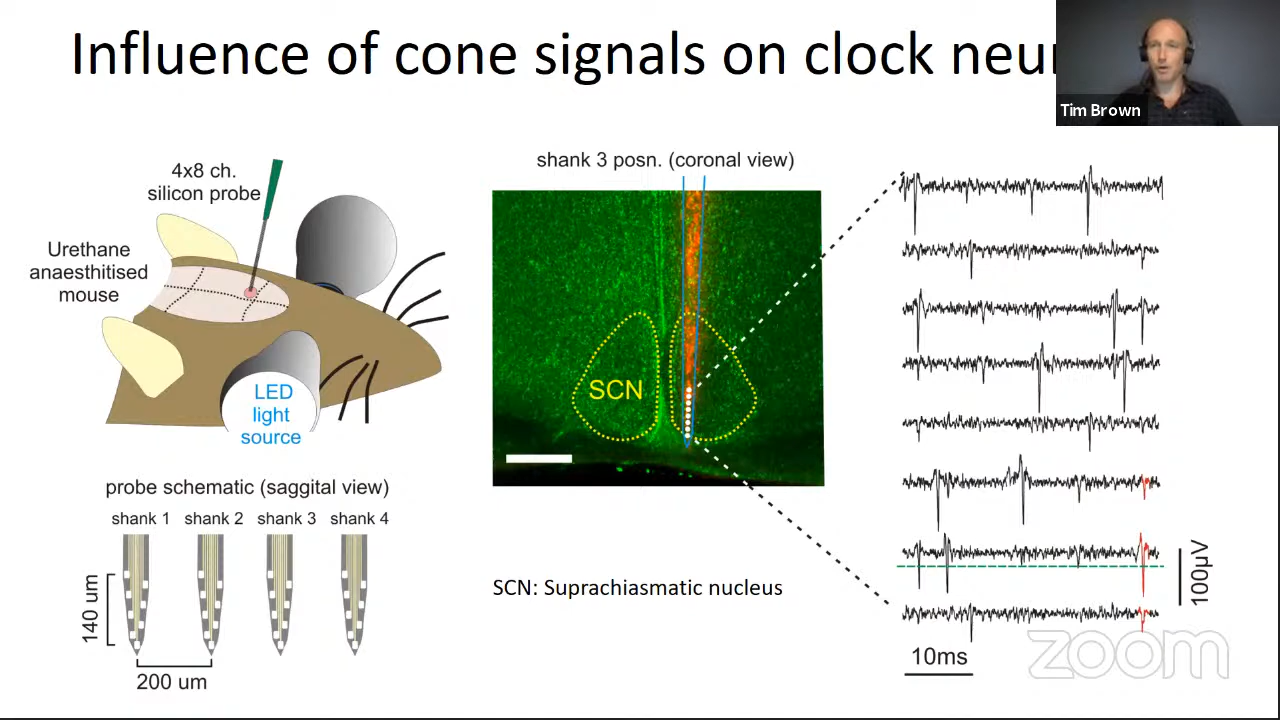 Influence of cone signals on clock neu
Tim Brown
4x8 ch.
silicon probe
Urethane
anaesthitised
mouse
LED
light
source
probe schematic (saggital view)
shank 1 shank 2 shank 3 shank 4
140 um
200 um
shank 3 posn. (coronal view)
SCN
SCN: Suprachiasmatic nucleus
100µV
10ms
zoom